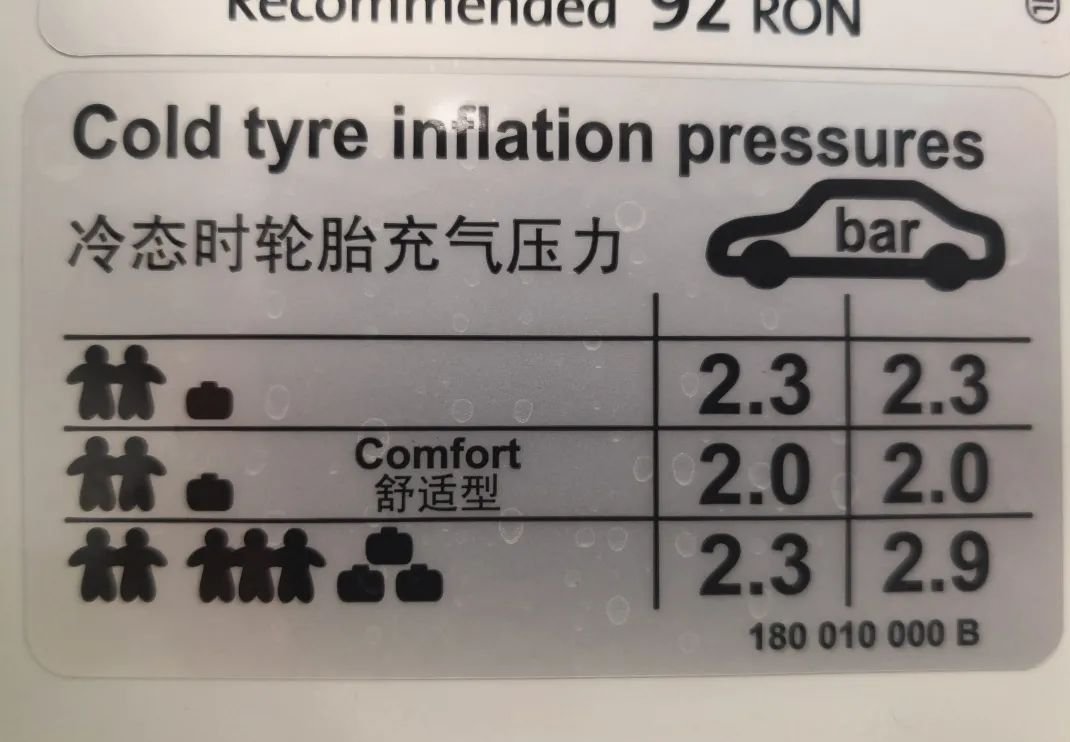 Recommended 92 RON
Cold tyre inflation pressures
冷态时轮胎充气压力
bar
2.3 2.3
Comfort
舒适型
2.0 2.0
2.3 2.9
180 010 000 B